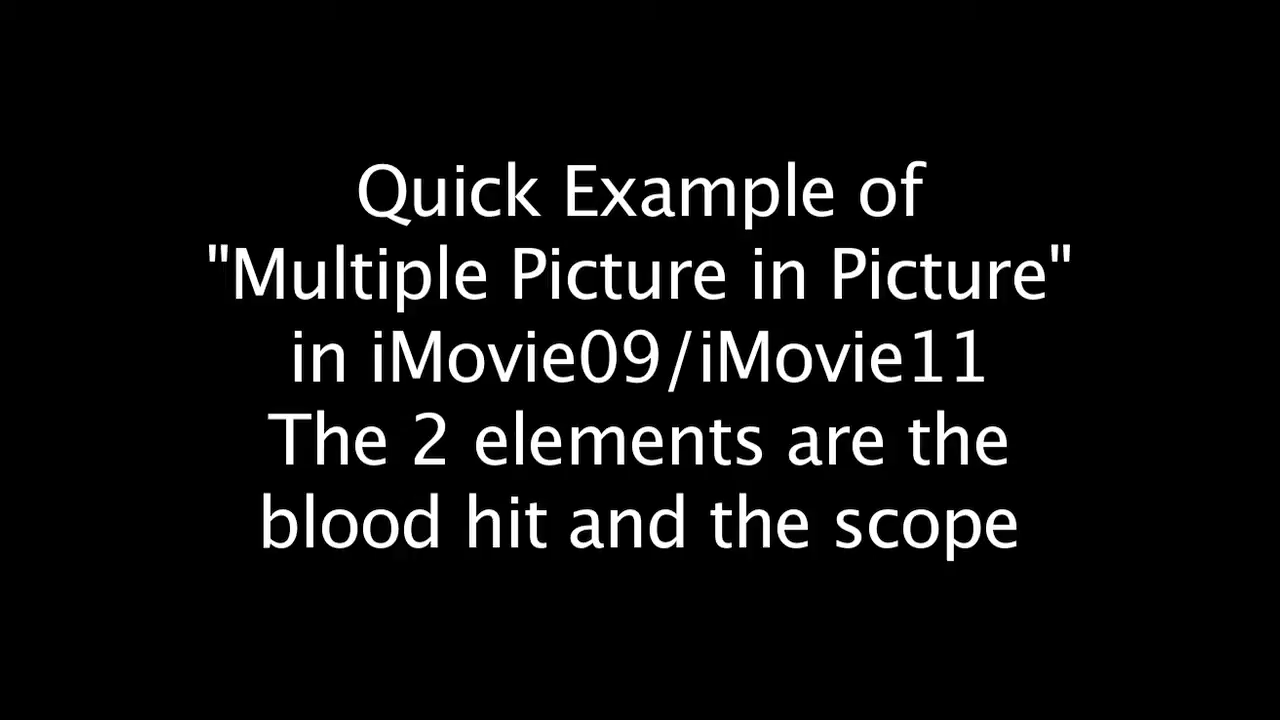 Quick Example of
"Multiple Picture in Picture"
in iMovie09/iMovie11
The 2 elements are the
blood hit and the scope